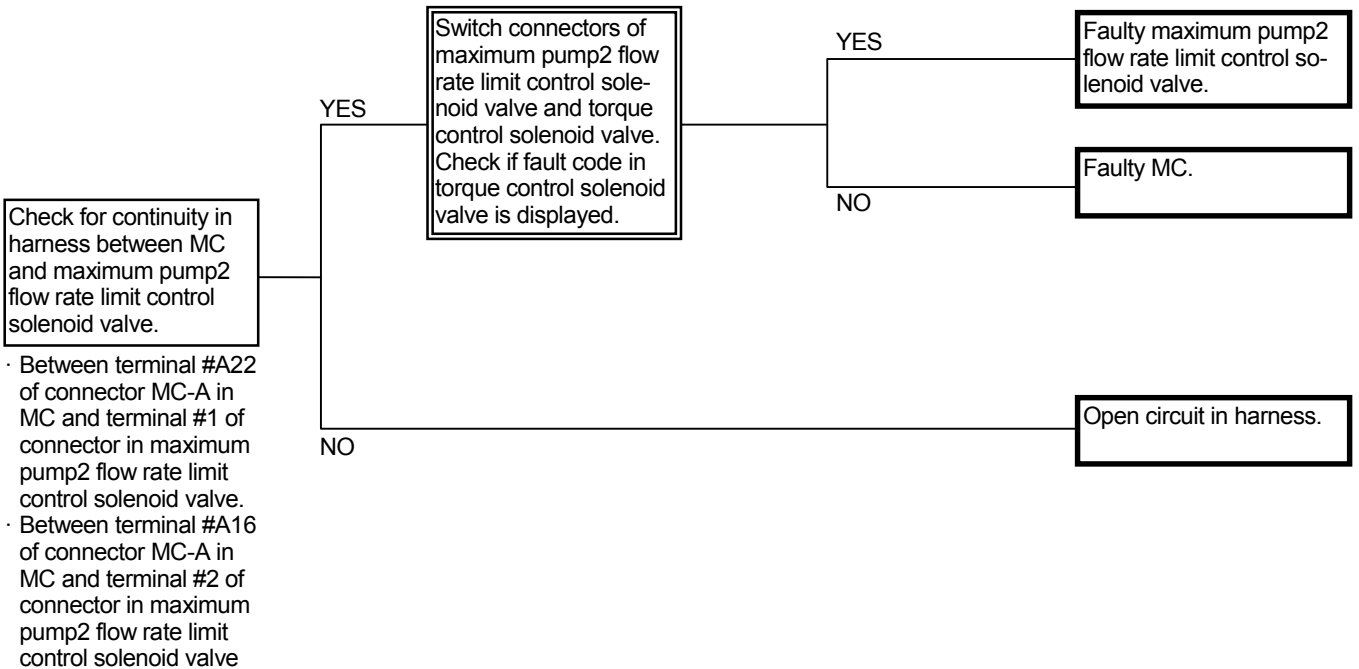 Check for continuity in
harness between MC
and maximum pump2
flow rate limit control
solenoid valve.
· Between terminal #A22
of connector MC-A in
MC and terminal #1 of
connector in maximum
pump2 flow rate limit
control solenoid valve.
· Between terminal #A16
of connector MC-A in
MC and terminal #2 of
connector in maximum
pump2 flow rate limit
control solenoid valve
YES
NO
Switch connectors of
maximum pump2 flow
rate limit control sole-
noid valve and torque
control solenoid valve.
Check if fault code in
torque control solenoid
valve is displayed.
YES
NO
Faulty maximum pump2
flow rate limit control so-
lenoid valve.
Faulty MC.
Open circuit in harness.